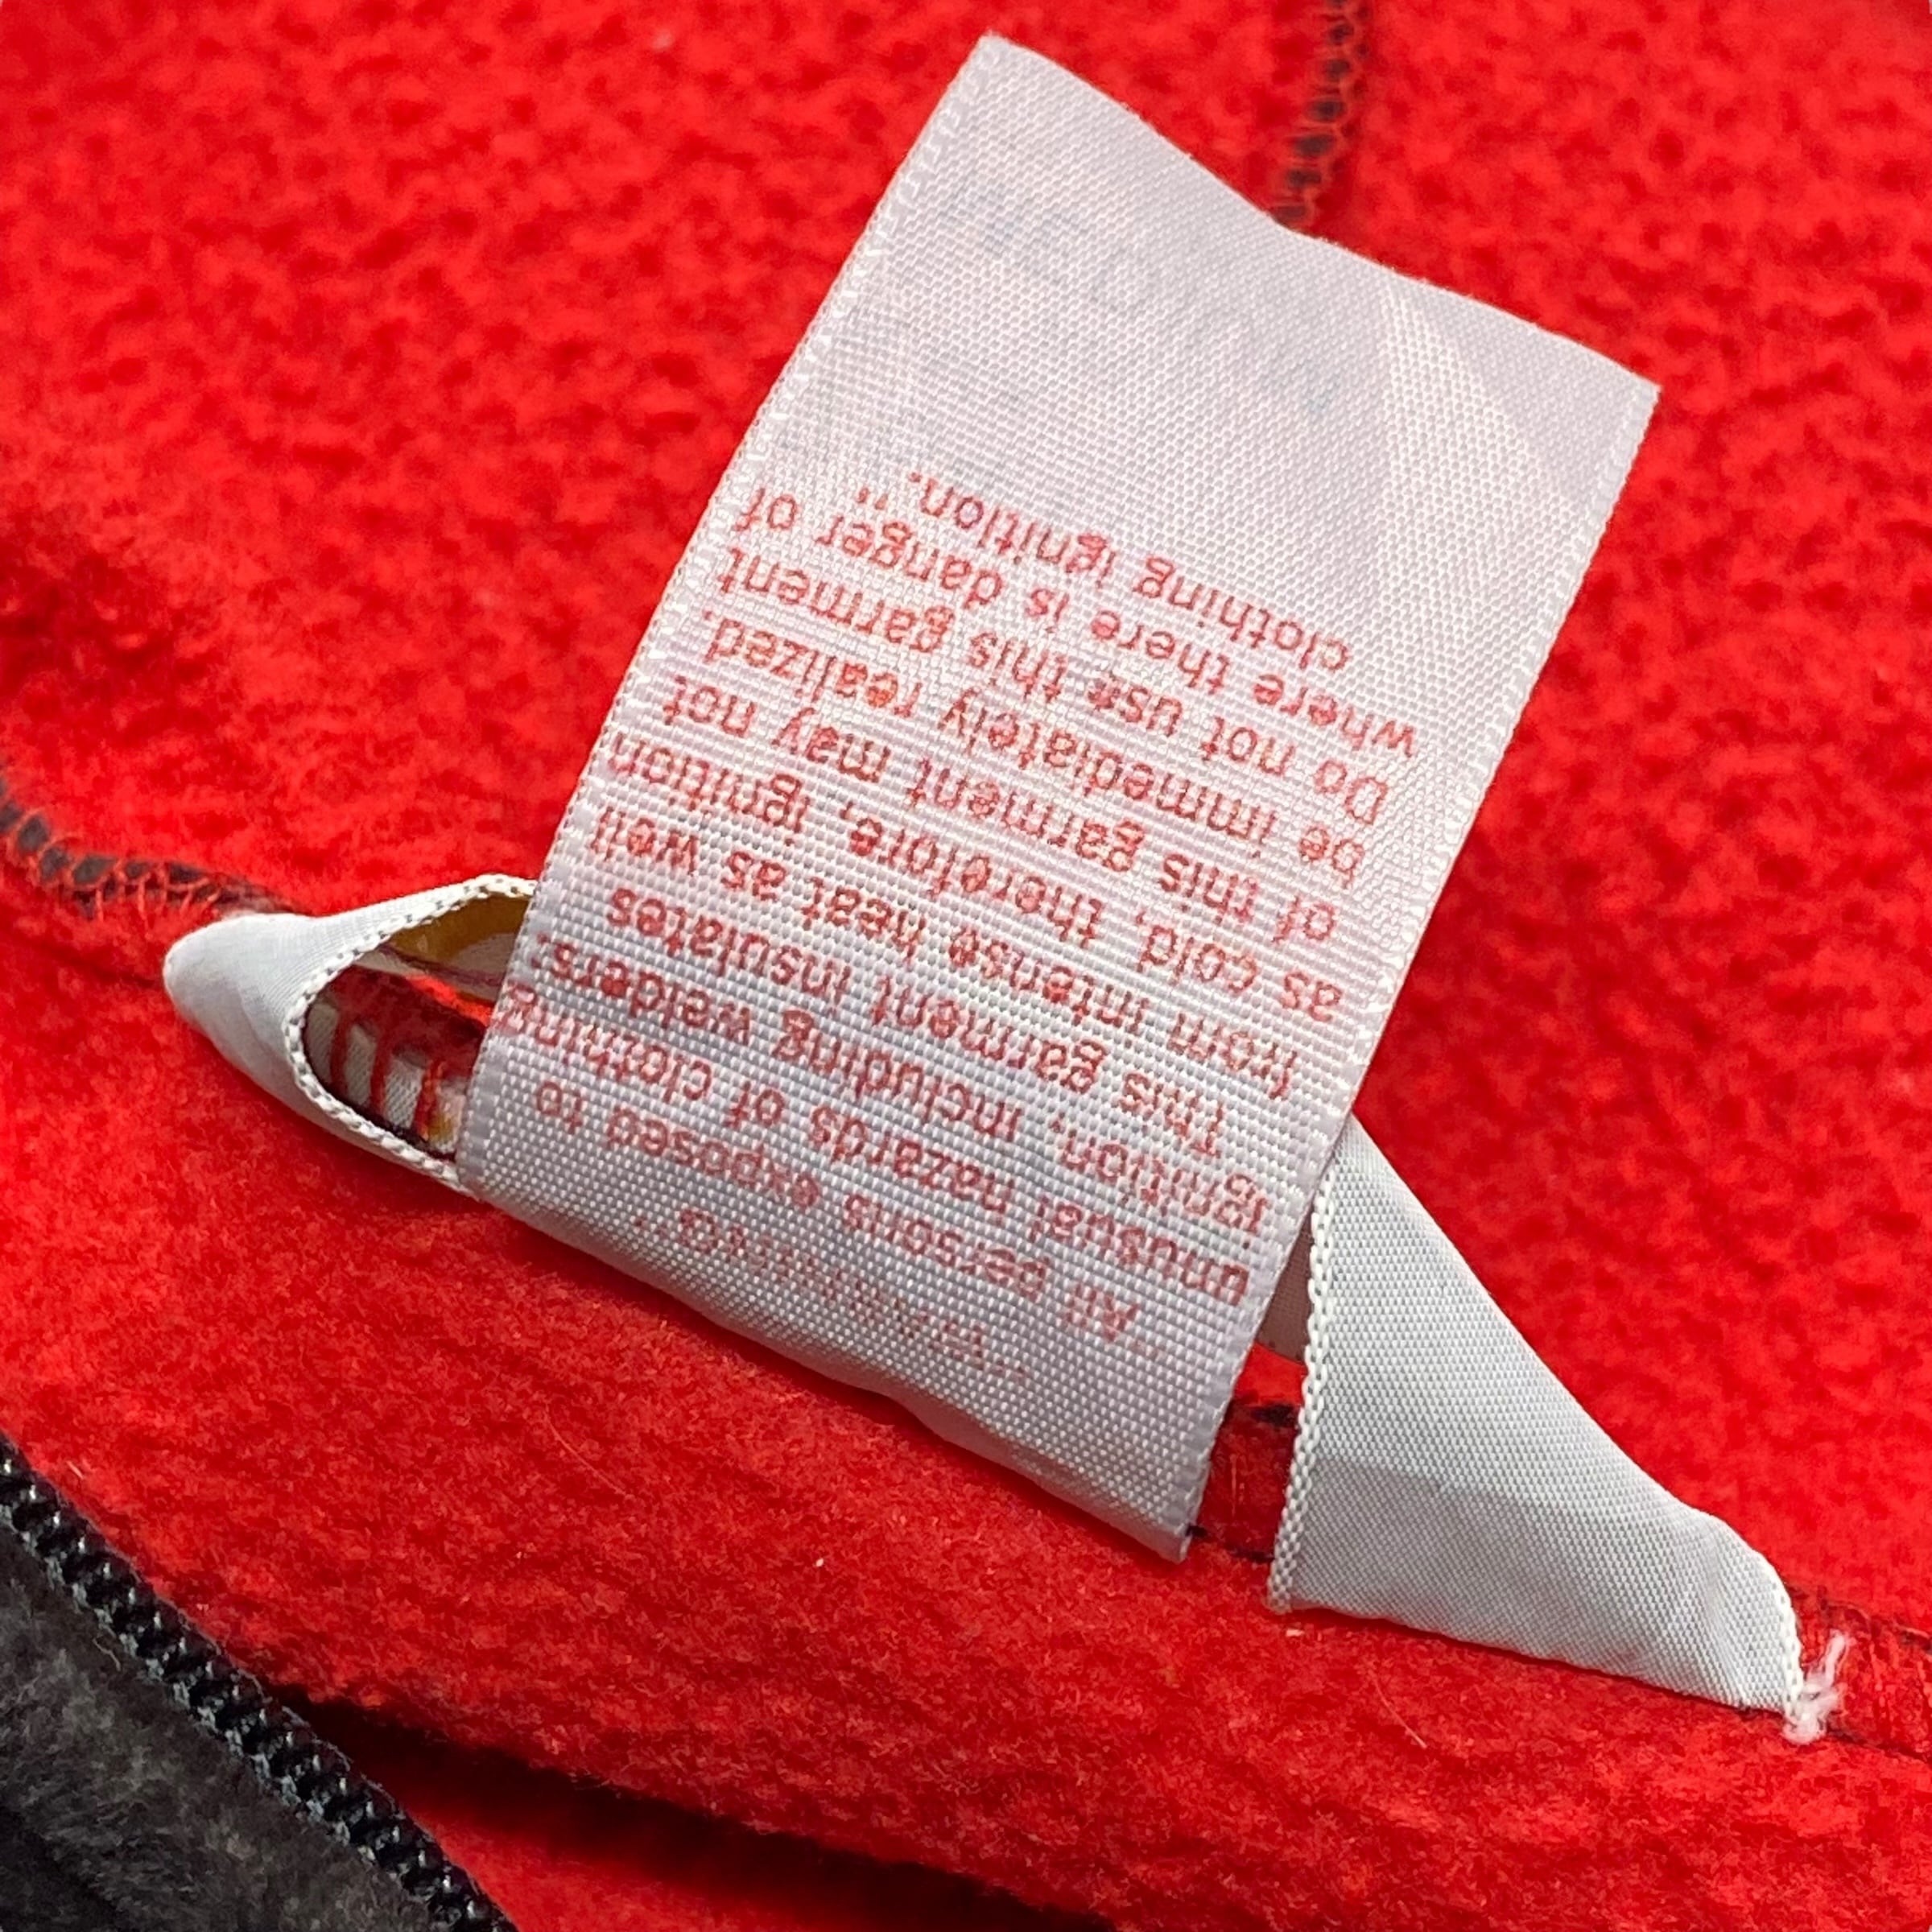 "WARNING"
"All persons exposed to
unusual hazards of clothing
ignition, including welders.
This garment insulates
from intense heat as well
as cold, therefore, ignition
of this garment may not
be immediately realized.
Do not use this garment
where there is danger of
clothing ignition."